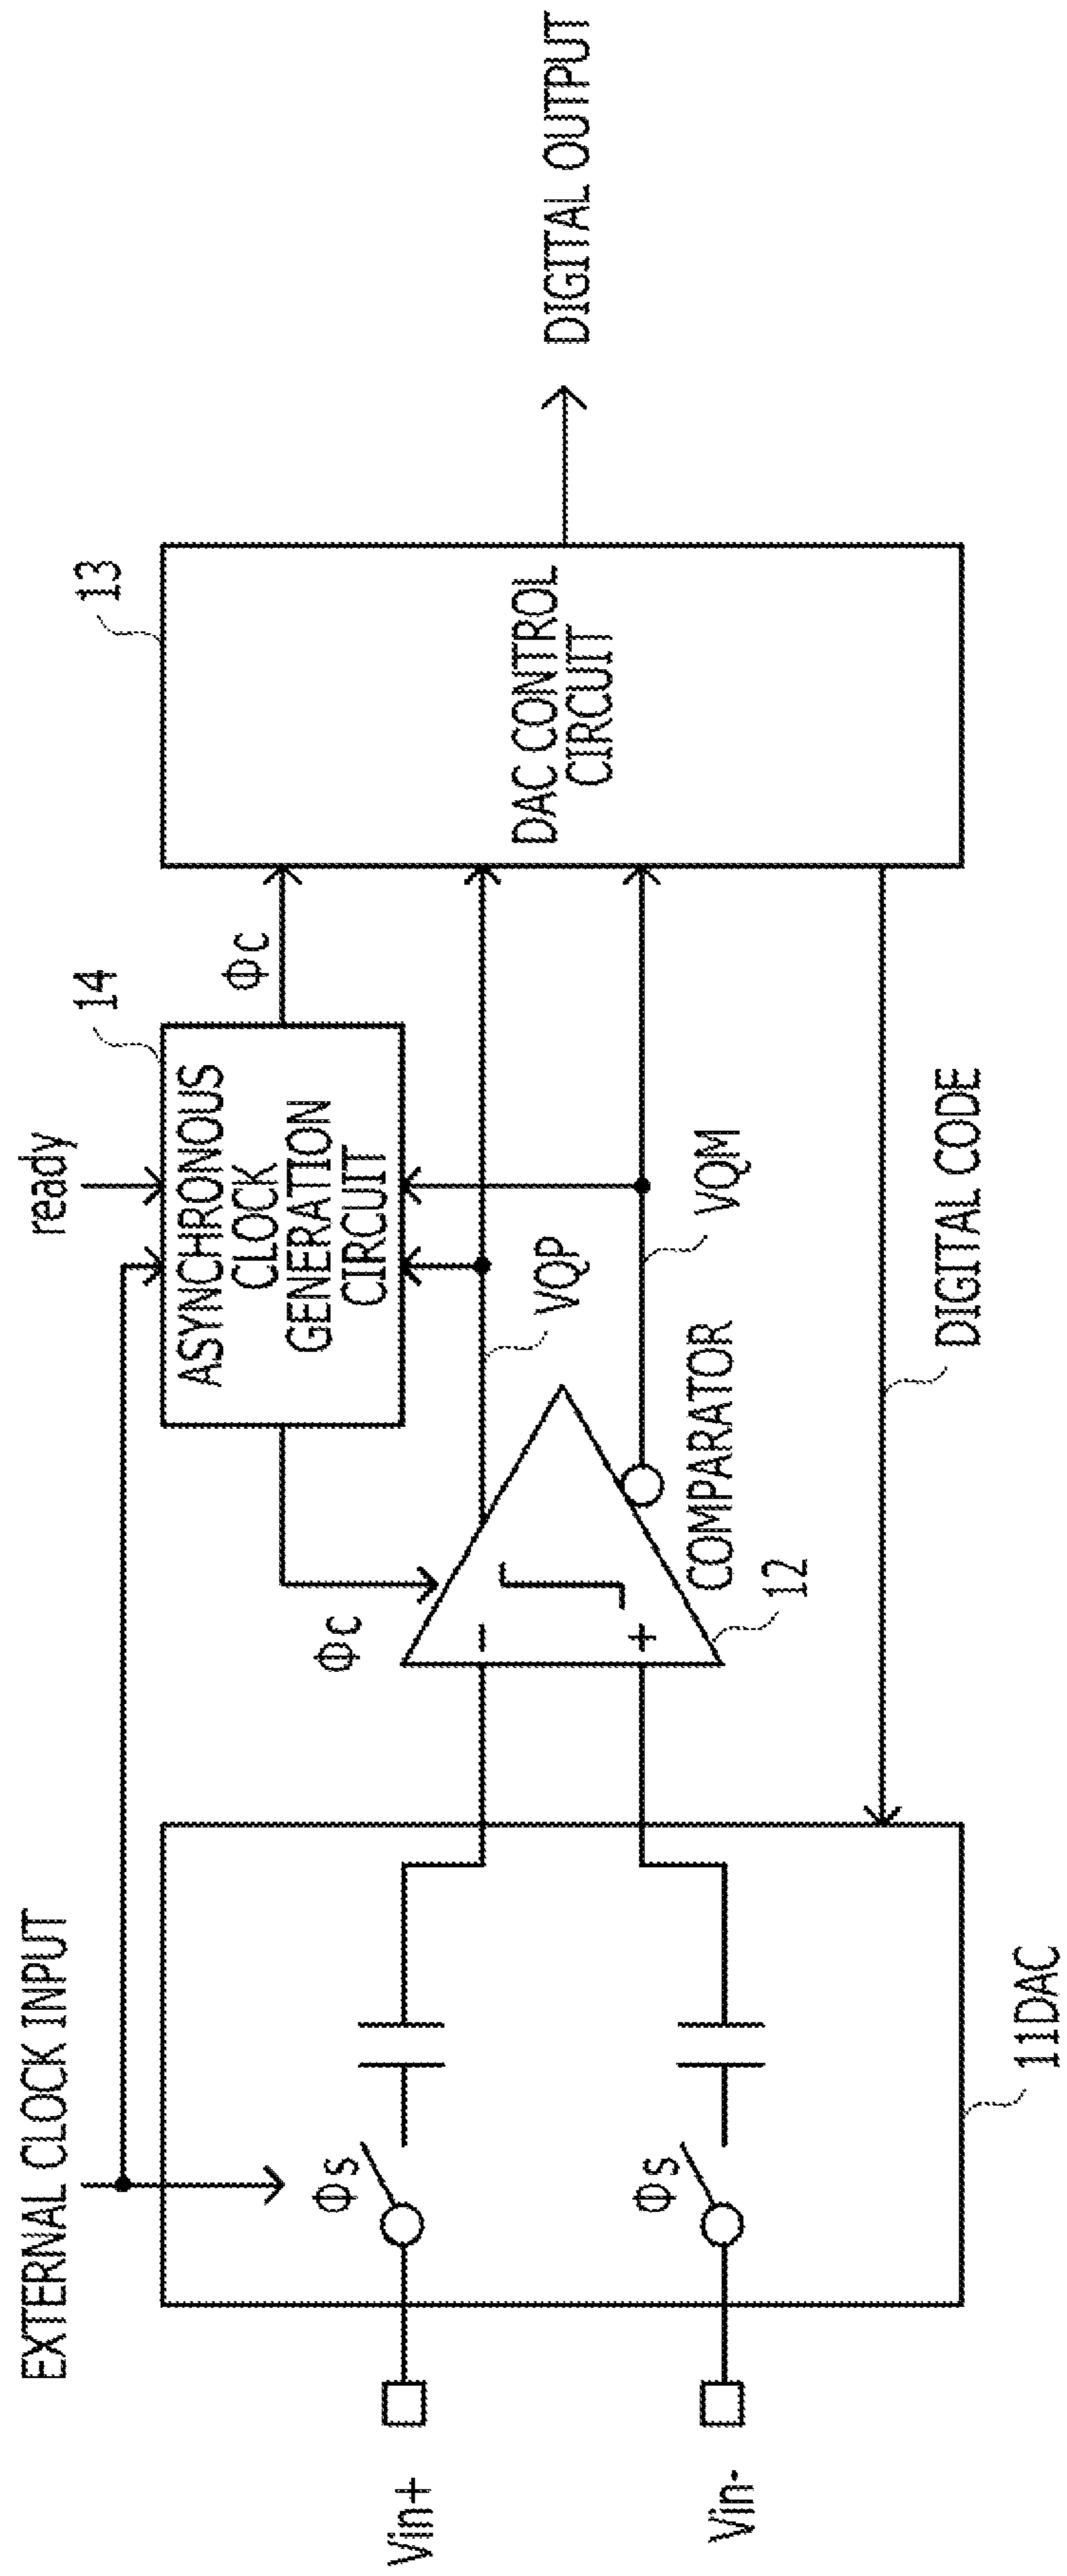 EXTERNAL CLOCK INPUT
ready
14
13
ASYNCHRONOUS
CLOCK
GENERATION
CIRCUIT
Φc
Φc
Vin+
Φs
−
VQP
DAC CONTROL
CIRCUIT
DIGITAL OUTPUT
Vin-
Φs
+
COMPARATOR
12
VQM
DIGITAL CODE
11DAC